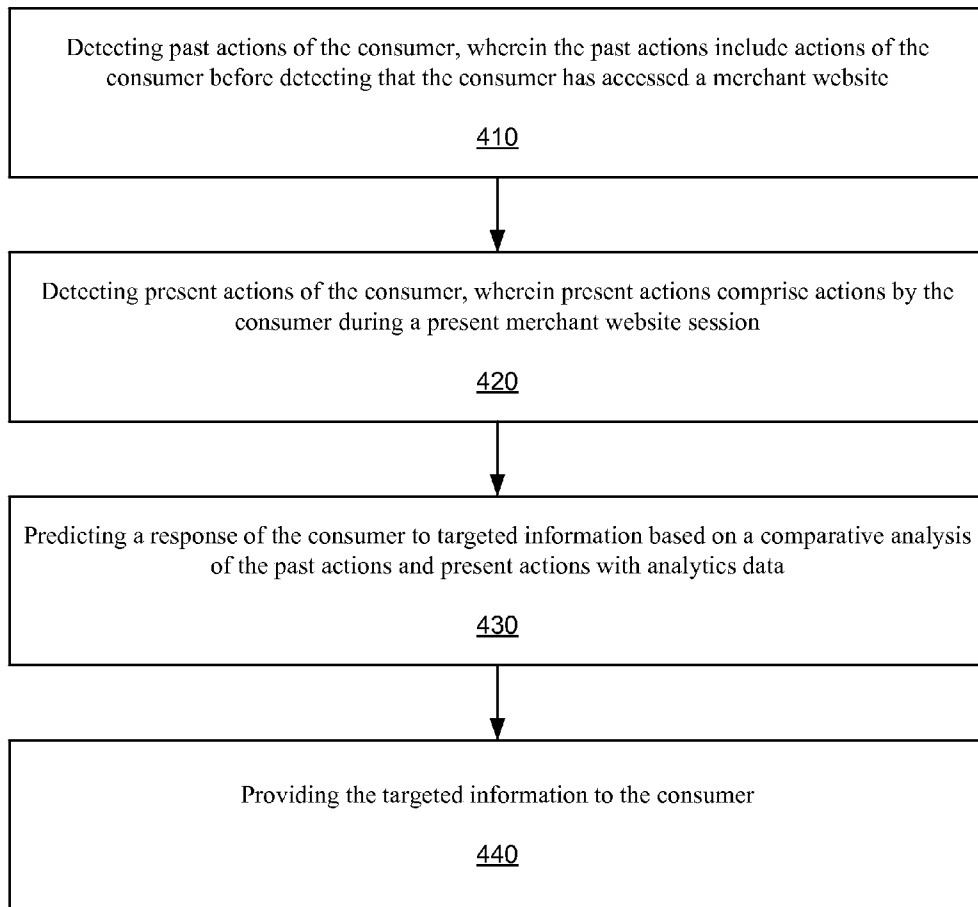 Detecting past actions of the consumer, wherein the past actions include actions of the
consumer before detecting that the consumer has accessed a merchant website
410
Detecting present actions of the consumer, wherein present actions comprise actions by the
consumer during a present merchant website session
420
Predicting a response of the consumer to targeted information based on a comparative analysis
of the past actions and present actions with analytics data
430
Providing the targeted information to the consumer
440